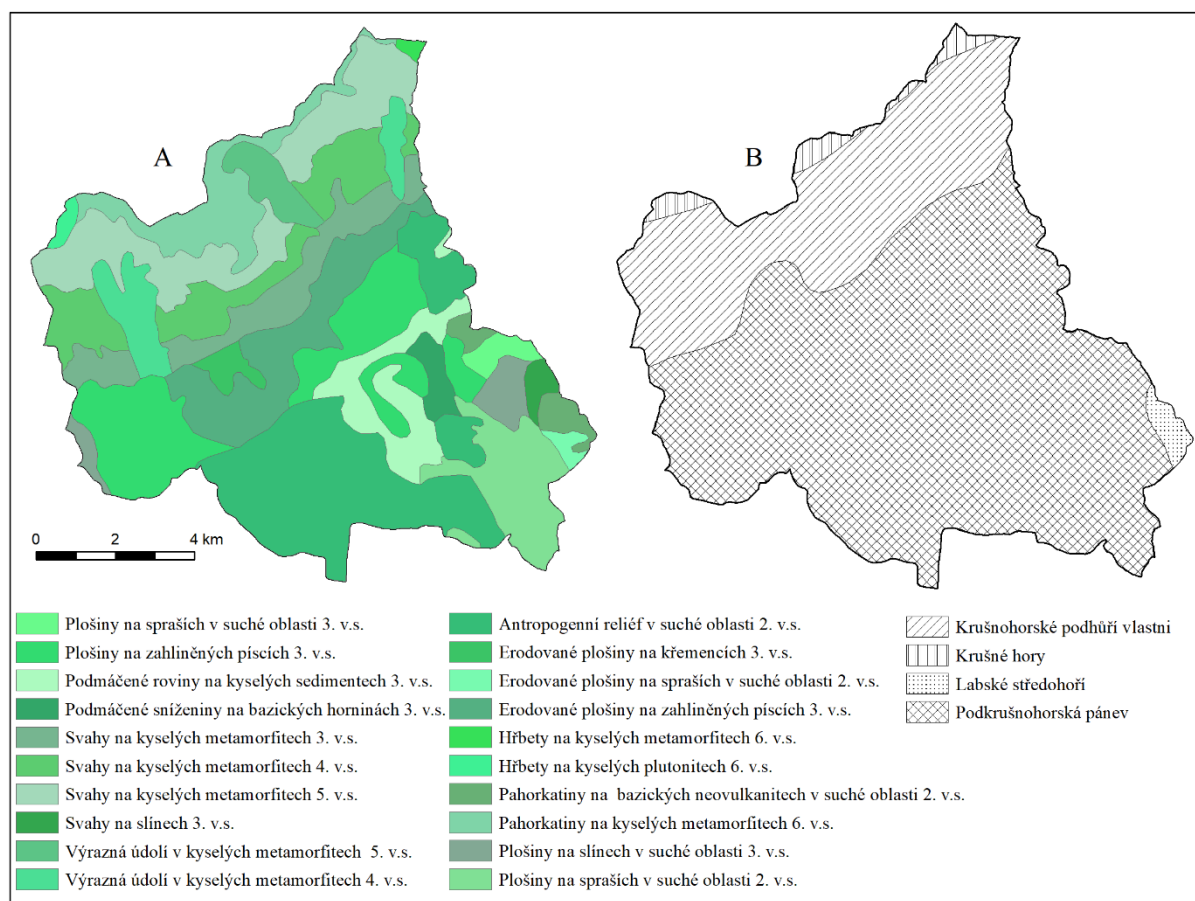 A
B
0 2 4 km
Plošiny na spraších v suché oblasti 3. v.s.
Plošiny na zahliněných píscích 3. v.s.
Podmáčené roviny na kyselých sedimentech 3. v.s.
Podmáčené sníženiny na bazických horninách 3. v.s.
Svahy na kyselých metamorfitech 3. v.s.
Svahy na kyselých metamorfitech 4. v.s.
Svahy na kyselých metamorfitech 5. v.s.
Svahy na slínech 3. v.s.
Výrazná údolí v kyselých metamorfitech 5. v.s.
Výrazná údolí v kyselých metamorfitech 4. v.s.
Antropogenní reliéf v suché oblasti 2. v.s.
Erodované plošiny na křemencích 3. v.s.
Erodované plošiny na spraších v suché oblasti 2. v.s.
Erodované plošiny na zahliněných píscích 3. v.s.
Hřbety na kyselých metamorfitech 6. v.s.
Hřbety na kyselých plutonitech 6. v.s.
Pahorkatiny na bazických neovulkanitech v suché oblasti 2. v.s.
Pahorkatiny na kyselých metamorfitech 6. v.s.
Plošiny na slínech v suché oblasti 3. v.s.
Plošiny na spraších v suché oblasti 2. v.s.
Krušnohorské podhůří vlastni
Krušné hory
Labské středohoří
Podkrušnohorská pánev